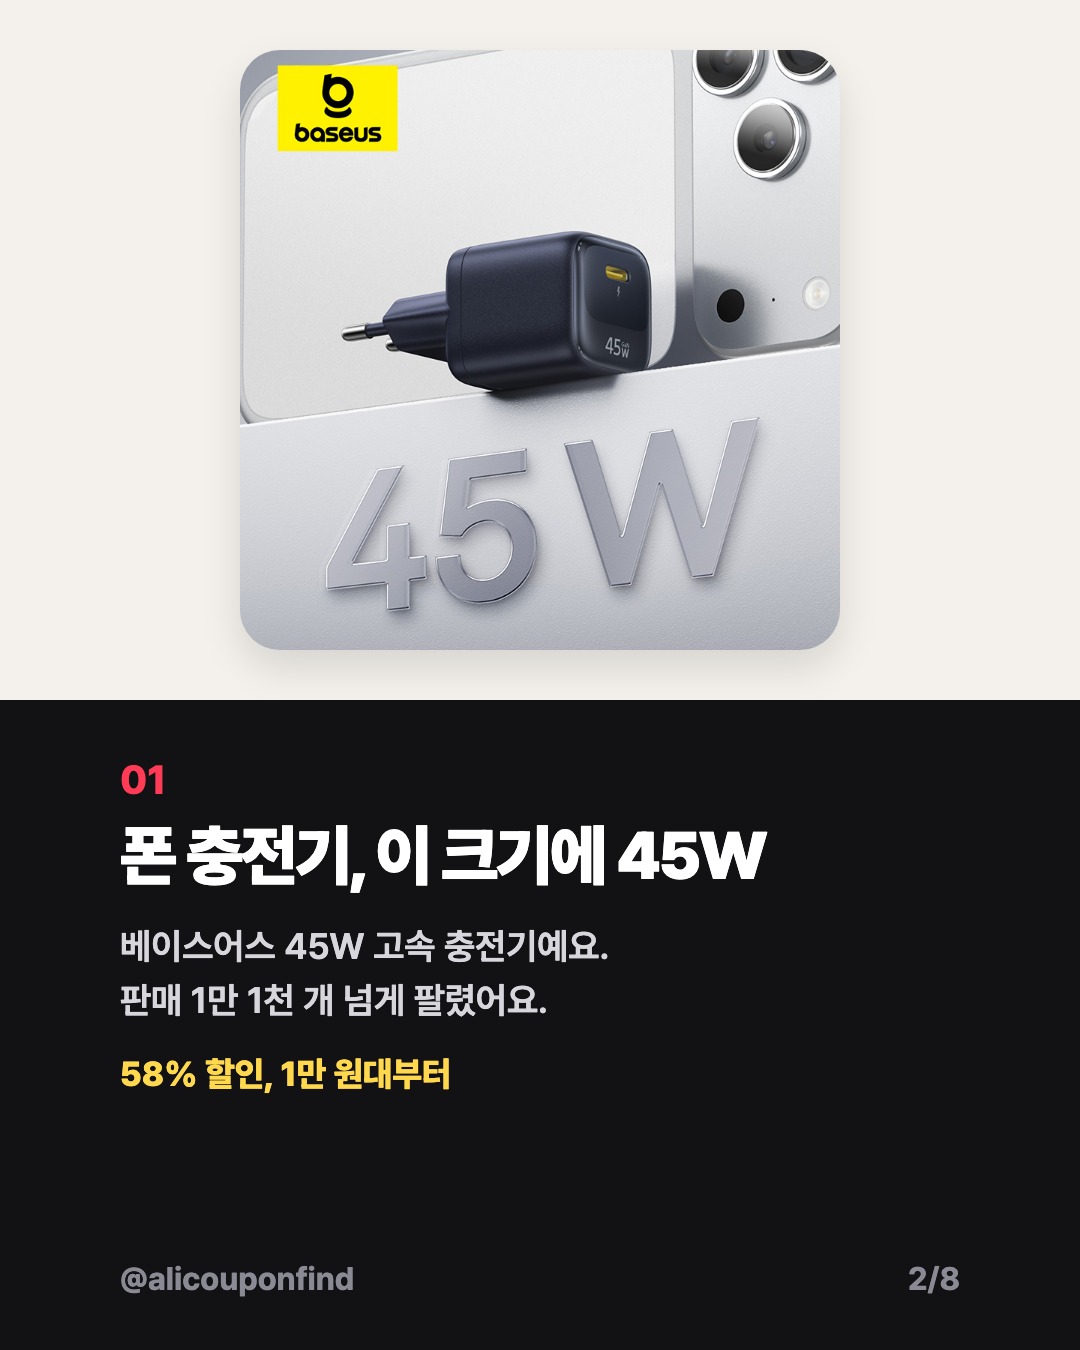 baseus
45W
45W
01
폰 충전기, 이 크기에 45W
베이스어스 45W 고속 충전기예요.
판매 1만 1천 개 넘게 팔렸어요.
58% 할인, 1만 원대부터
@alicouponfind
2/8